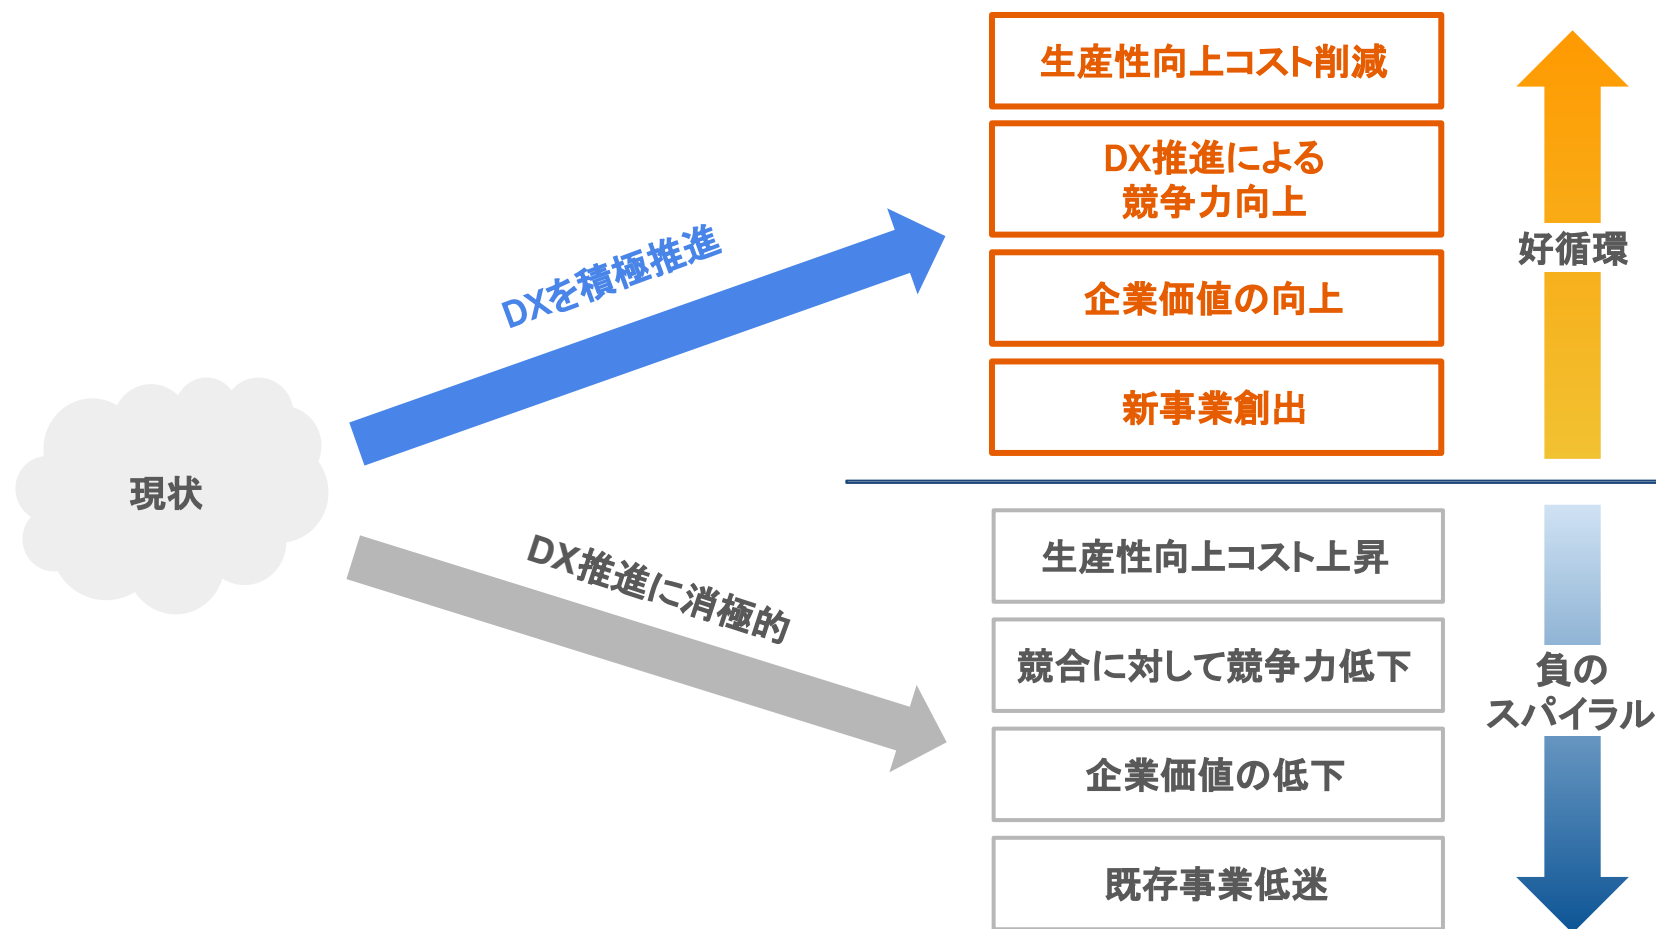 生産性向上コスト削減
DX推進による
競争力向上
企業価値の向上
新事業創出
好循環
DXを積極推進
現状
DX推進に消極的
生産性向上コスト上昇
競合に対して競争力低下
企業価値の低下
既存事業低迷
負の
スパイラル